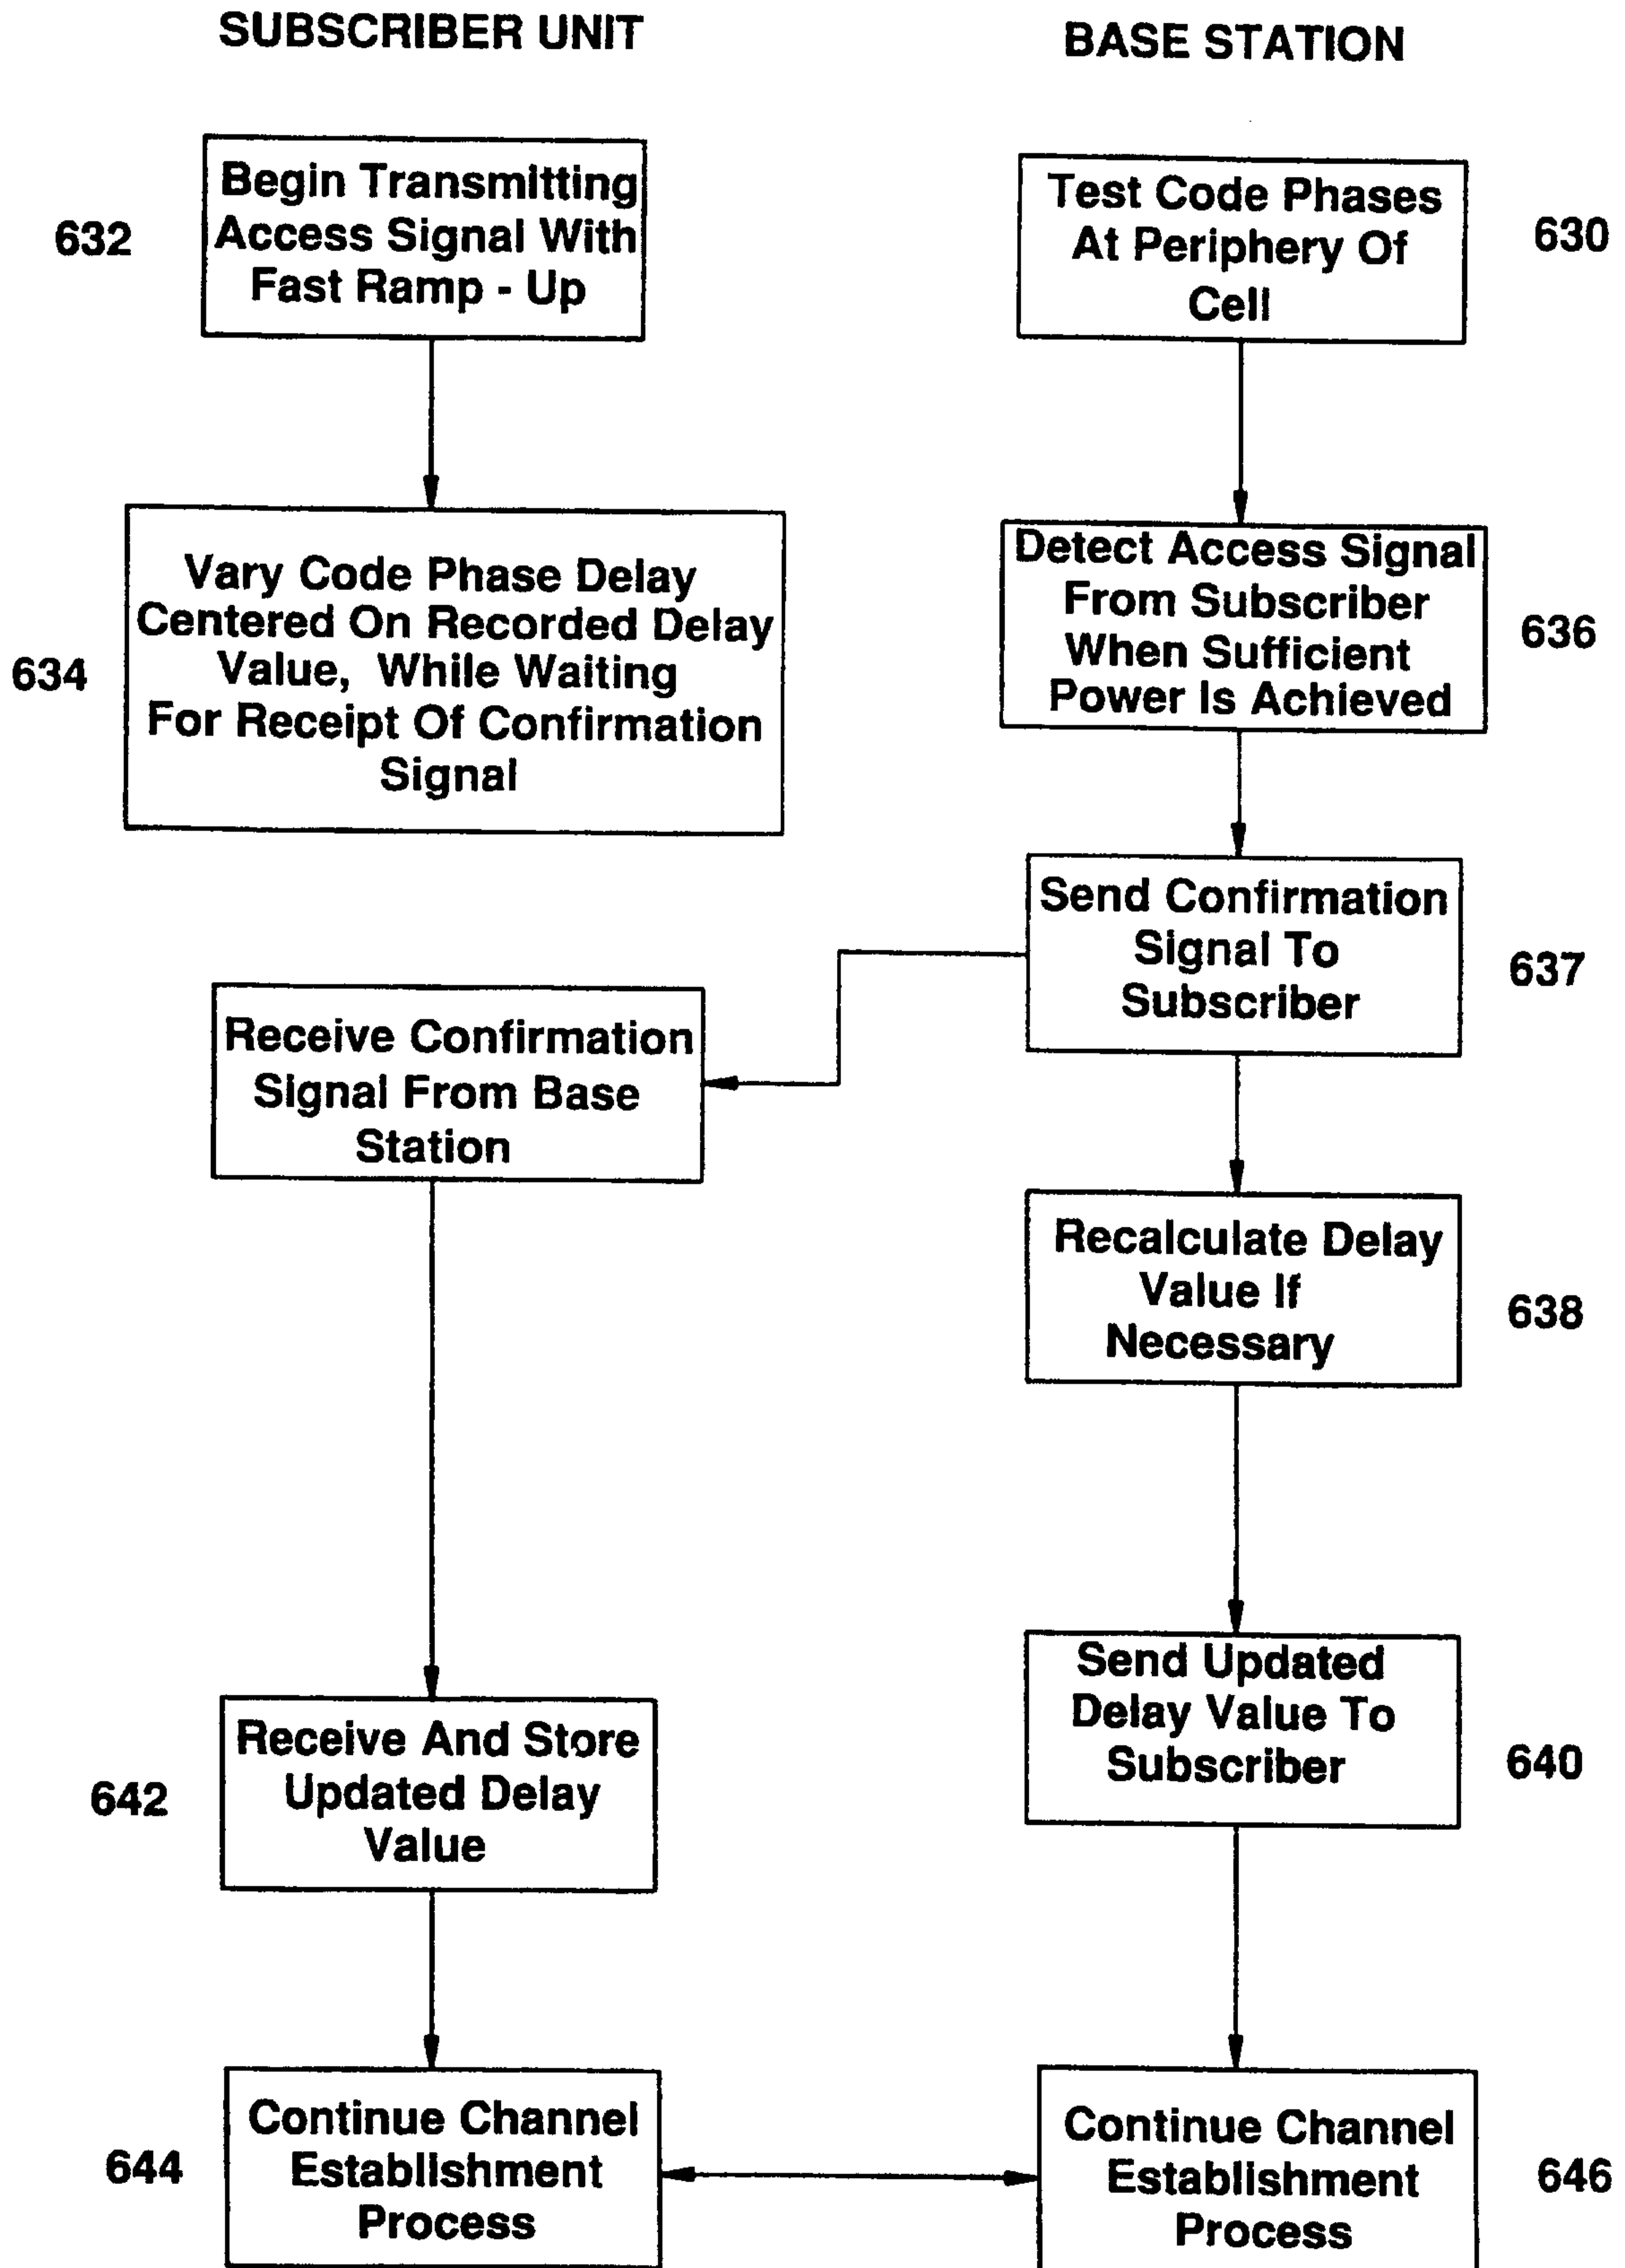 SUBSCRIBER UNIT
BASE STATION
632
Begin Transmitting
Access Signal With
Fast Ramp - Up
Test Code Phases
At Periphery Of
Cell
630
634
Vary Code Phase Delay
Centered On Recorded Delay
Value, While Waiting
For Receipt Of Confirmation
Signal
Detect Access Signal
From Subscriber
When Sufficient
Power Is Achieved
636
Send Confirmation
Signal To
Subscriber
637
Receive Confirmation
Signal From Base
Station
Recalculate Delay
Value If
Necessary
638
Send Updated
Delay Value To
Subscriber
640
642
Receive And Store
Updated Delay
Value
644
Continue Channel
Establishment
Process
Continue Channel
Establishment
Process
646